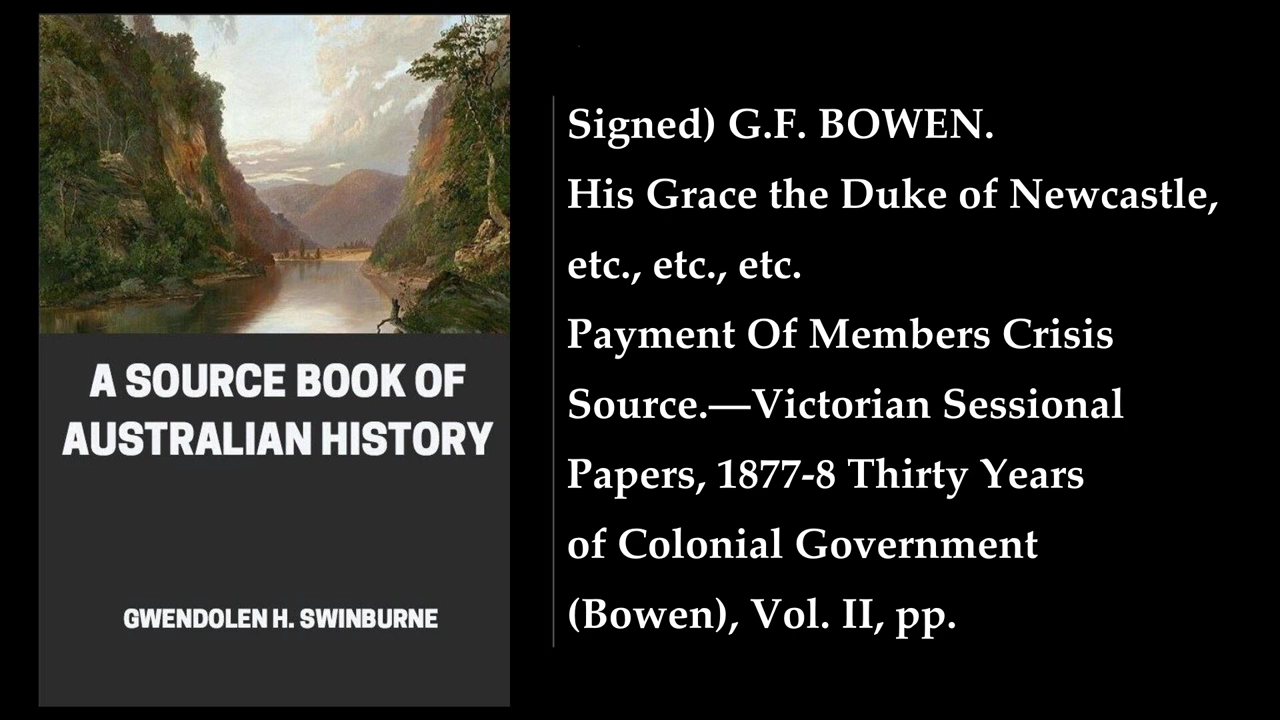 A SOURCE BOOK OF
AUSTRALIAN HISTORY
GWENDOLEN H. SWINBURNE
Signed) G.F. BOWEN.
His Grace the Duke of Newcastle,
etc., etc., etc.
Payment Of Members Crisis
Source.—Victorian Sessional
Papers, 1877-8 Thirty Years
of Colonial Government
(Bowen), Vol. II, pp.